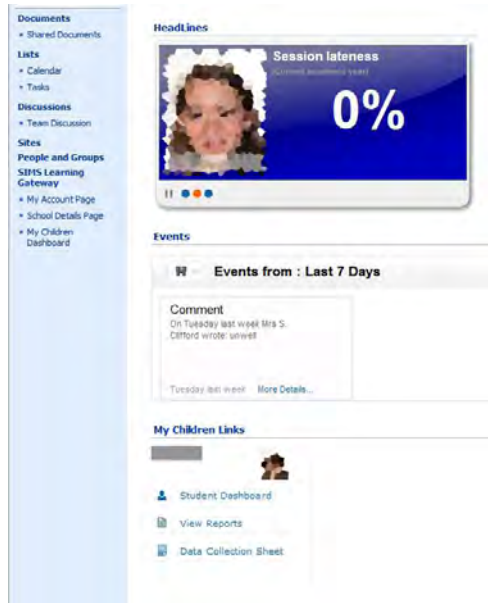 Documents
Shared Documents
Lists
Calendar
Tasks
Discussions
Team Discussion
Sites
People and Groups
SIMS Learning
Gateway
My Account Page
School Details Page
My Children
Dashboard
HeadLines
Session lateness
(Current academic year)
0%
Events
Events from : Last 7 Days
Comment
On Tuesday last week Mrs S.
Clifford wrote: unwell
Tuesday last week More Details...
My Children Links
Student Dashboard
View Reports
Data Collection Sheet